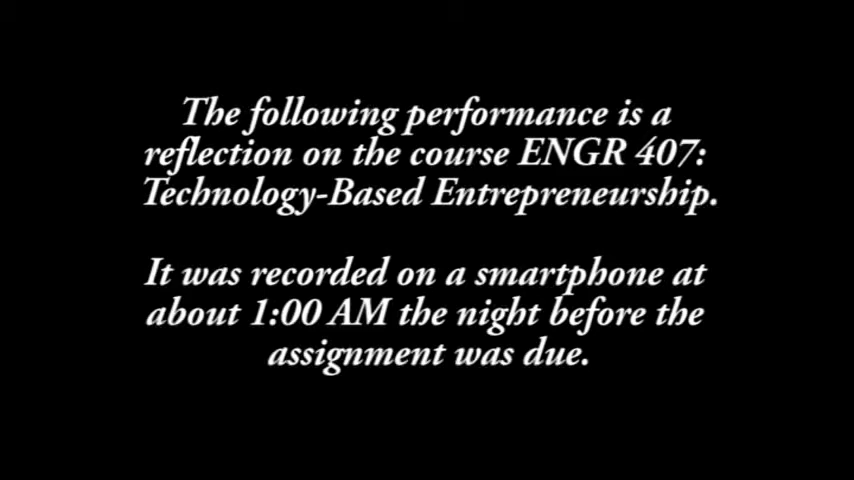 The following performance is a
reflection on the course ENGR 407:
Technology-Based Entrepreneurship.
It was recorded on a smartphone at
about 1:00 AM the night before the
assignment was due.